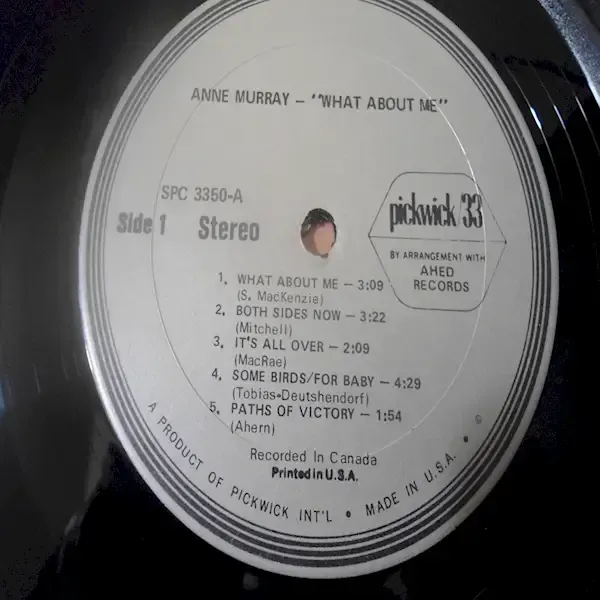 ANNE MURRAY - "WHAT ABOUT ME"
SPC 3350-A
Side 1 Stereo
pickwick/33
BY ARRANGEMENT WITH
AHED
RECORDS
1. WHAT ABOUT ME - 3:09
(S. MacKenzie)
2. BOTH SIDES NOW - 3:22
(Mitchell)
3. IT'S ALL OVER - 2:09
(MacRae)
4. SOME BIRDS/FOR BABY - 4:29
(Tobias•Deutshendorf)
5. PATHS OF VICTORY - 1:54
(Ahern)
Recorded In Canada
Printed in U.S.A.
A PRODUCT OF PICKWICK INT'L • MADE IN U.S.A. • ©